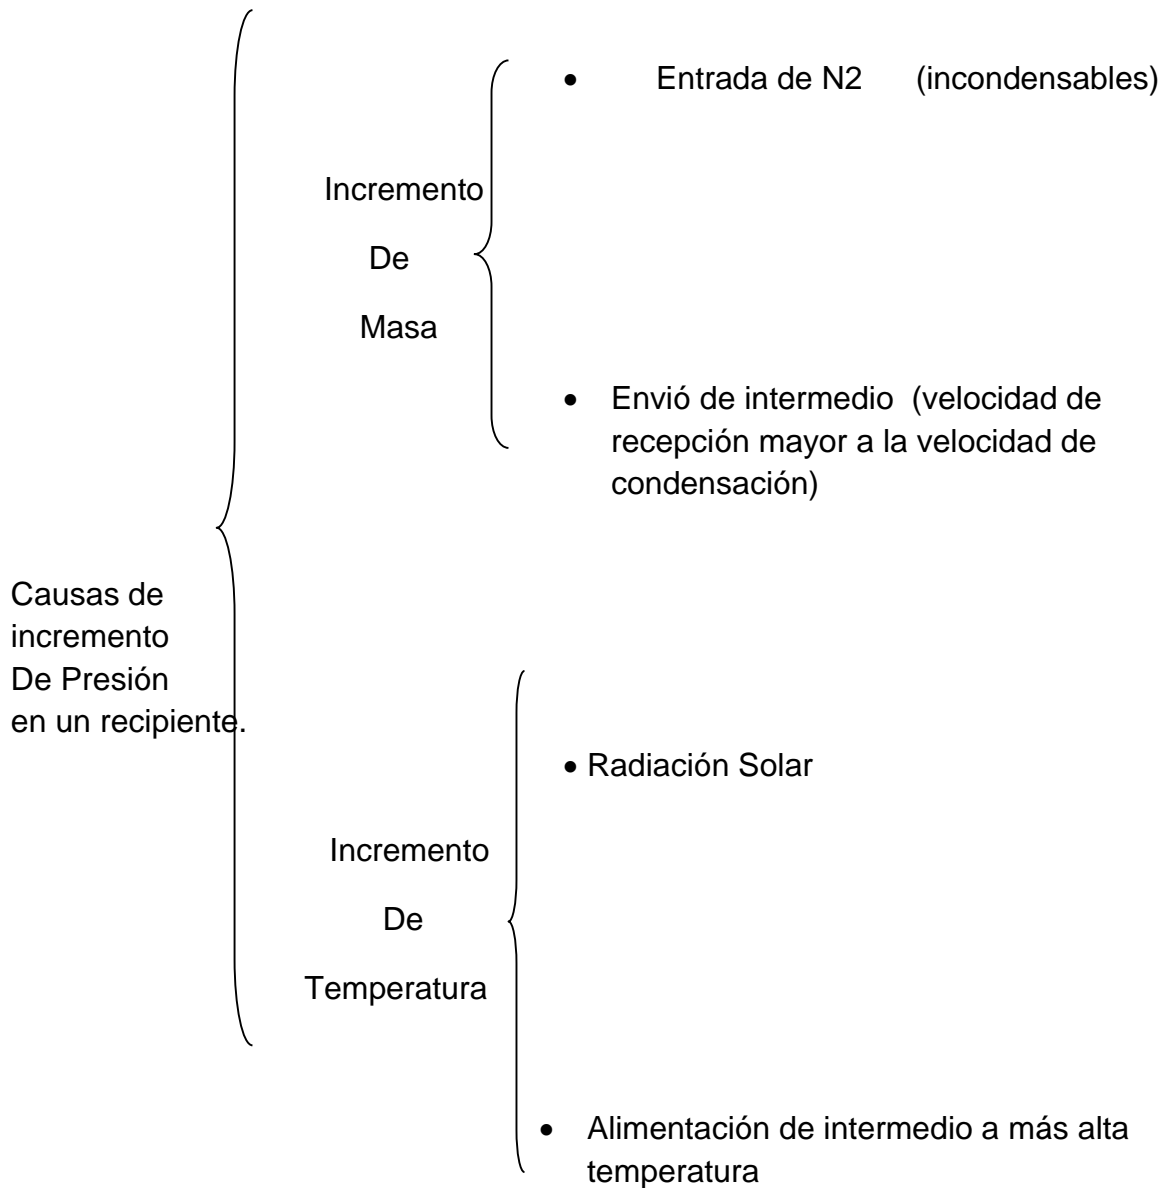 Causas de
incremento
De Presión
en un recipiente.
Incremento
De
Masa
• Entrada de N2 (incondensables)
• Envió de intermedio (velocidad de
recepción mayor a la velocidad de
condensación)
Incremento
De
Temperatura
• Radiación Solar
• Alimentación de intermedio a más alta
temperatura